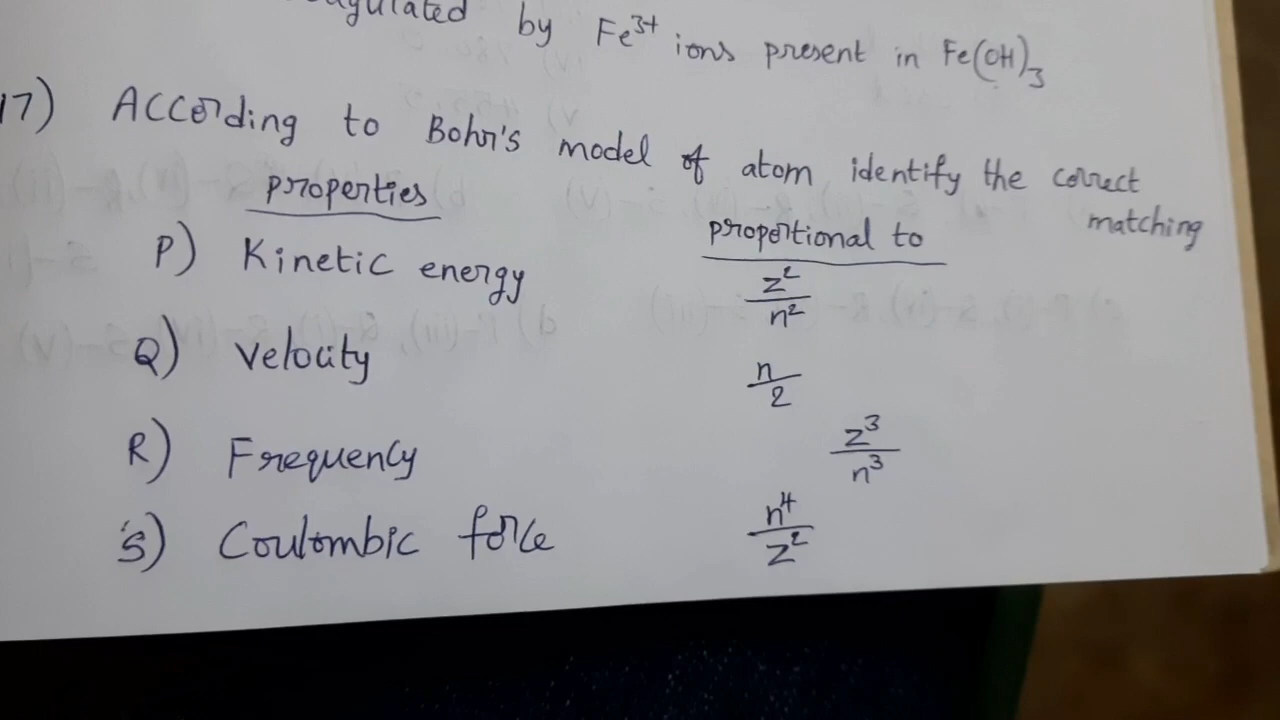 by Fe³⁺ ions present in Fe(OH)₃
17) According to Bohr's model of atom identify the correct matching
properties
proportional to
P) Kinetic energy z²/n²
Q) Velocity n/2
R) Frequency z³/n³
S) Coulombic force n⁴/z²